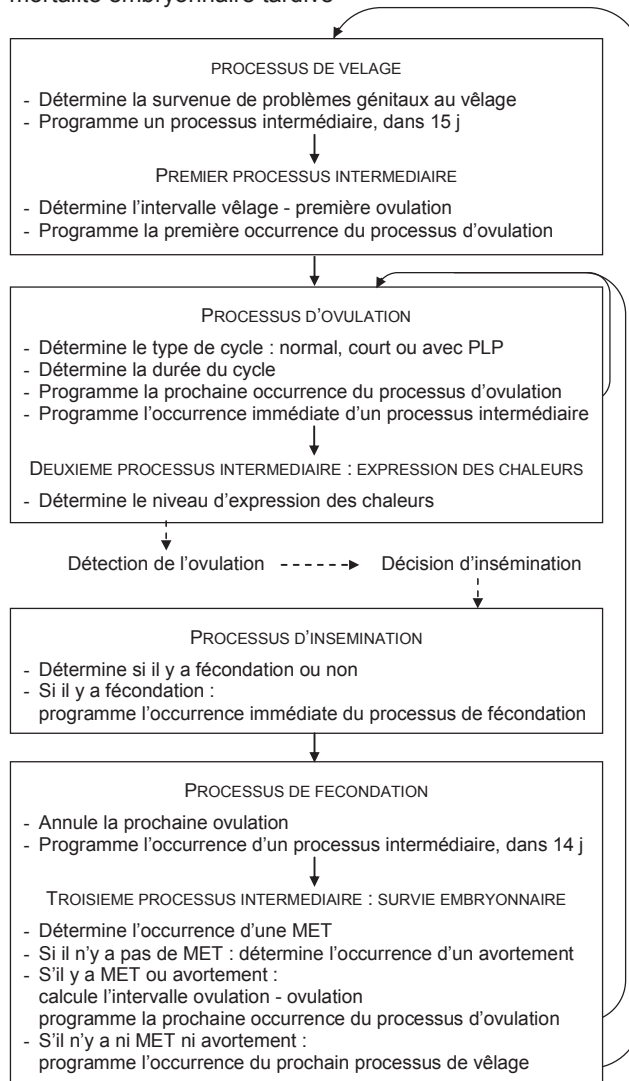 mortalité embryonnaire tardive
PROCESSUS DE VELAGE
- Détermine la survenue de problèmes génitaux au vêlage
- Programme un processus intermédiaire, dans 15 j
PREMIER PROCESSUS INTERMEDIAIRE
- Détermine l'intervalle vêlage - première ovulation
- Programme la première occurrence du processus d'ovulation
PROCESSUS D'OVULATION
- Détermine le type de cycle : normal, court ou avec PLP
- Détermine la durée du cycle
- Programme la prochaine occurrence du processus d'ovulation
- Programme l'occurrence immédiate d'un processus intermédiaire
DEUXIEME PROCESSUS INTERMEDIAIRE : EXPRESSION DES CHALEURS
- Détermine le niveau d'expression des chaleurs
Détection de l'ovulation Décision d'insémination
PROCESSUS D'INSEMINATION
- Détermine si il y a fécondation ou non
- Si il y a fécondation :
programme l'occurrence immédiate du processus de fécondation
PROCESSUS DE FECONDATION
- Annule la prochaine ovulation
- Programme l'occurrence d'un processus intermédiaire, dans 14 j
TROISIEME PROCESSUS INTERMEDIAIRE : SURVIE EMBRYONNAIRE
- Détermine l'occurrence d'une MET
- Si il n'y a pas de MET : détermine l'occurrence d'un avortement
- S'il y a MET ou avortement :
calcule l'intervalle ovulation - ovulation
programme la prochaine occurrence du processus d'ovulation
- S'il n'y a ni MET ni avortement :
programme l'occurrence du prochain processus de vêlage